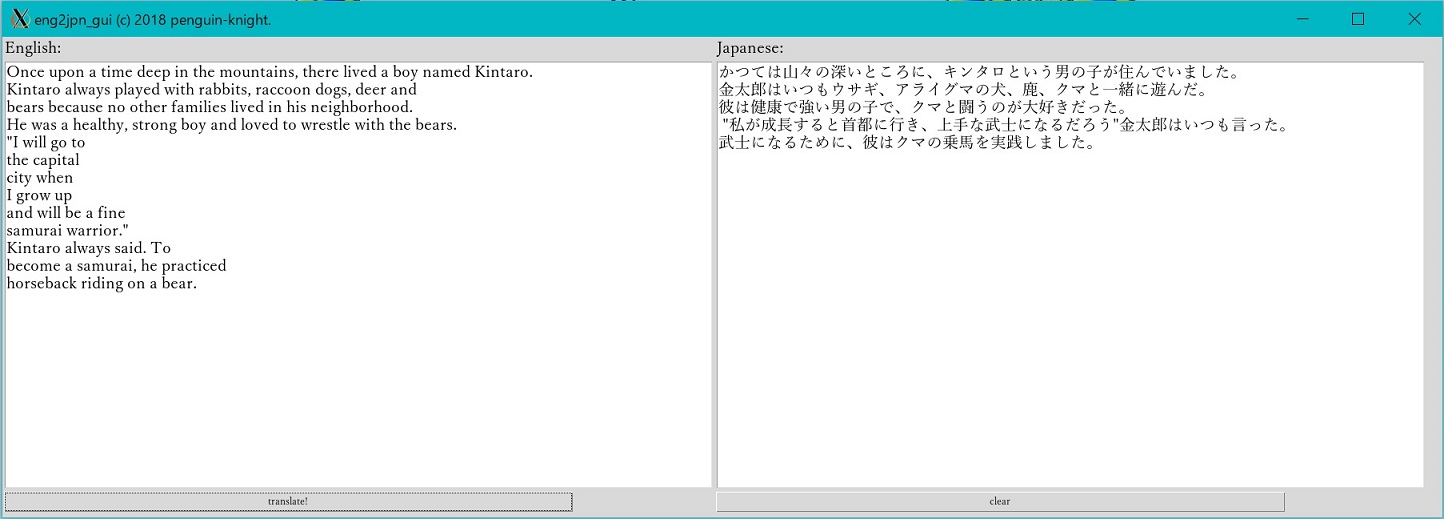 eng2jpn_gui (c) 2018 penguin-knight.
English:
Once upon a time deep in the mountains, there lived a boy named Kintaro.
Kintaro always played with rabbits, raccoon dogs, deer and
bears because no other families lived in his neighborhood.
He was a healthy, strong boy and loved to wrestle with the bears.
"I will go to
the capital
city when
I grow up
and will be a fine
samurai warrior."
Kintaro always said. To
become a samurai, he practiced
horseback riding on a bear.
translate!
Japanese:
かつては山々の深いところに、キンタロという男の子が住んでいました。
金太郎はいつもウサギ、アライグマの犬、鹿、クマと一緒に遊んだ。
彼は健康で強い男の子で、クマと闘うのが大好きだった。
"私が成長すると首都に行き、上手な武士になるだろう"金太郎はいつも言った。
武士になるために、彼はクマの乗馬を実践しました。
clear